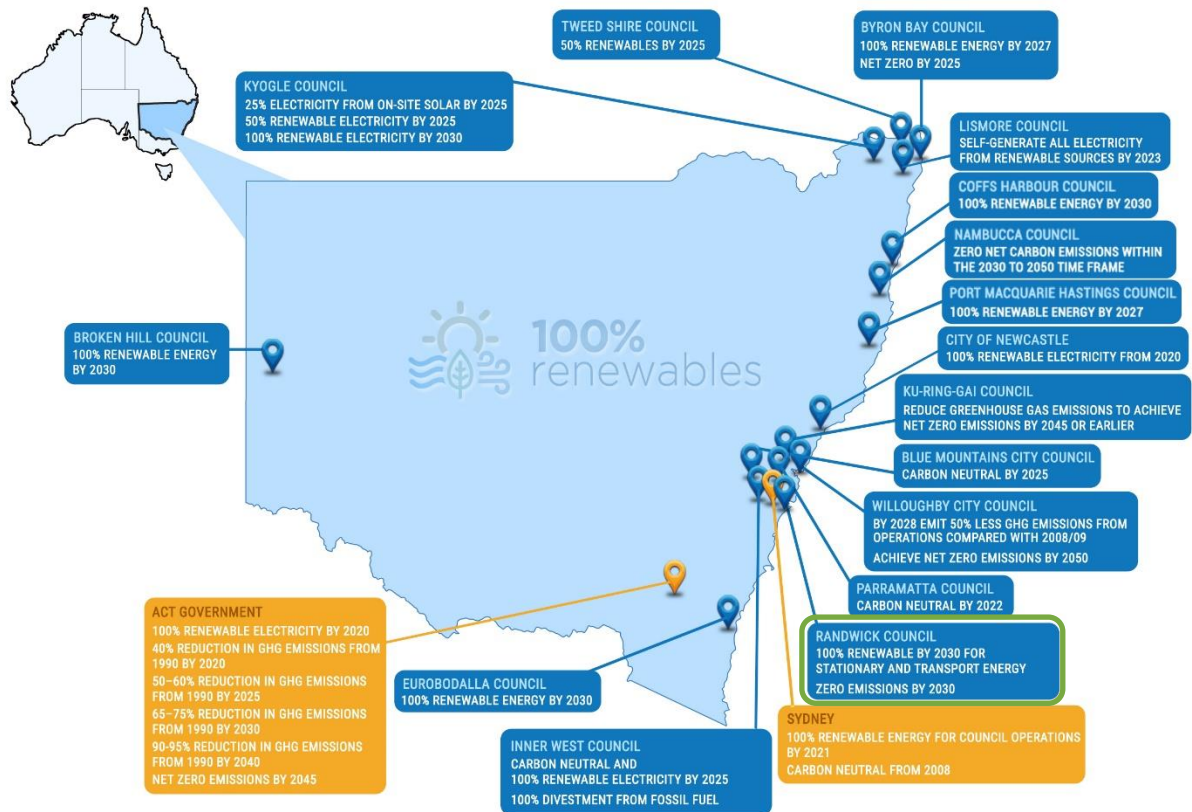 TWEED SHIRE COUNCIL
50% RENEWABLES BY 2025
BYRON BAY COUNCIL
100% RENEWABLE ENERGY BY 2027
NET ZERO BY 2025
KYOGLE COUNCIL
25% ELECTRICITY FROM ON-SITE SOLAR BY 2025
50% RENEWABLE ELECTRICITY BY 2025
100% RENEWABLE ELECTRICITY BY 2030
LISMORE COUNCIL
SELF-GENERATE ALL ELECTRICITY
FROM RENEWABLE SOURCES BY 2023
COFFS HARBOUR COUNCIL
100% RENEWABLE ENERGY BY 2030
NAMBUCCA COUNCIL
ZERO NET CARBON EMISSIONS WITHIN
THE 2030 TO 2050 TIME FRAME
PORT MACQUARIE HASTINGS COUNCIL
100% RENEWABLE ENERGY BY 2027
BROKEN HILL COUNCIL
100% RENEWABLE ENERGY
BY 2030
100%
renewables
CITY OF NEWCASTLE
100% RENEWABLE ELECTRICITY FROM 2020
KU-RING-GAI COUNCIL
REDUCE GREENHOUSE GAS EMISSIONS TO ACHIEVE
NET ZERO EMISSIONS BY 2045 OR EARLIER
BLUE MOUNTAINS CITY COUNCIL
CARBON NEUTRAL BY 2025
WILLOUGHBY CITY COUNCIL
BY 2028 EMIT 50% LESS GHG EMISSIONS FROM
OPERATIONS COMPARED WITH 2008/09
ACHIEVE NET ZERO EMISSIONS BY 2050
PARRAMATTA COUNCIL
CARBON NEUTRAL BY 2022
RANDWICK COUNCIL
100% RENEWABLE BY 2030 FOR
STATIONARY AND TRANSPORT ENERGY
ZERO EMISSIONS BY 2030
ACT GOVERNMENT
100% RENEWABLE ELECTRICITY BY 2020
40% REDUCTION IN GHG EMISSIONS FROM
1990 BY 2020
50–60% REDUCTION IN GHG EMISSIONS
FROM 1990 BY 2025
65–75% REDUCTION IN GHG EMISSIONS
FROM 1990 BY 2030
90-95% REDUCTION IN GHG EMISSIONS
FROM 1990 BY 2040
NET ZERO EMISSIONS BY 2045
EUROBODALLA COUNCIL
100% RENEWABLE ENERGY BY 2030
SYDNEY
100% RENEWABLE ENERGY FOR COUNCIL OPERATIONS
BY 2021
CARBON NEUTRAL FROM 2008
INNER WEST COUNCIL
CARBON NEUTRAL AND
100% RENEWABLE ELECTRICITY BY 2025
100% DIVESTMENT FROM FOSSIL FUEL